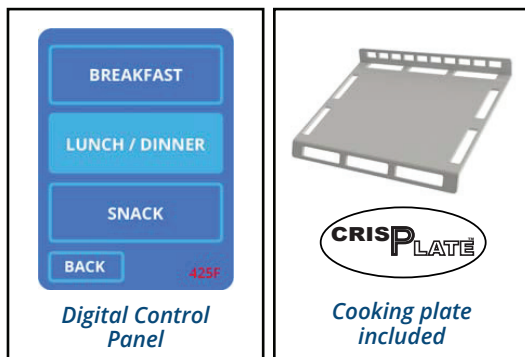 BREAKFAST
LUNCH / DINNER
SNACK
BACK
425F
Digital Control
Panel
CRISPLATE
Cooking plate
included